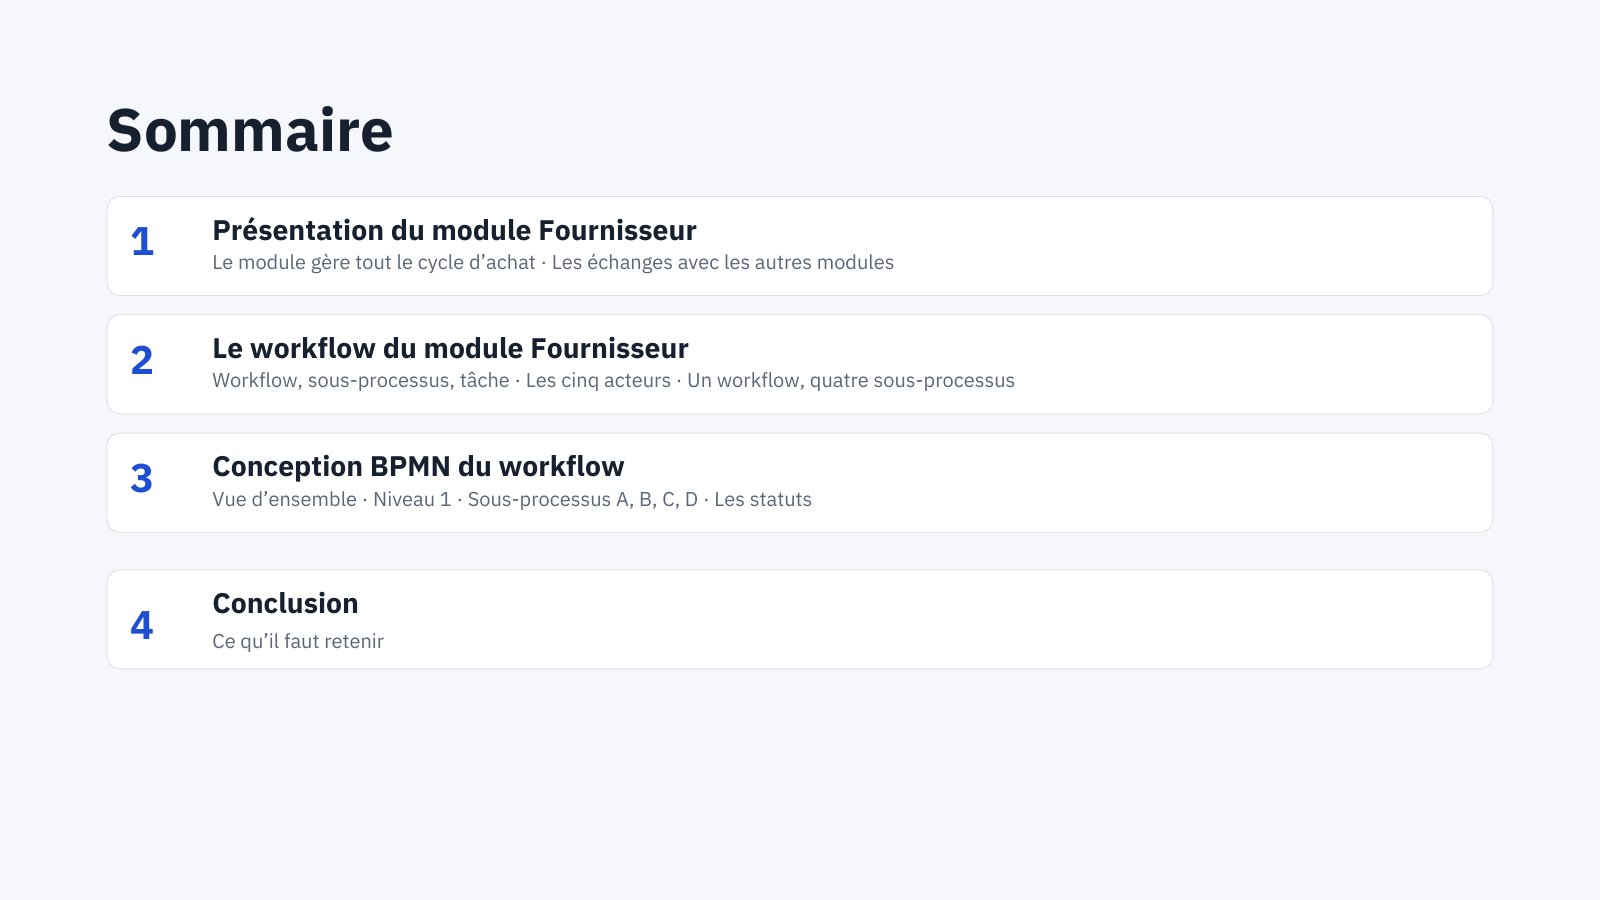 Sommaire
1
Présentation du module Fournisseur
Le module gère tout le cycle d’achat · Les échanges avec les autres modules
2
Le workflow du module Fournisseur
Workflow, sous-processus, tâche · Les cinq acteurs · Un workflow, quatre sous-processus
3
Conception BPMN du workflow
Vue d’ensemble · Niveau 1 · Sous-processus A, B, C, D · Les statuts
4
Conclusion
Ce qu’il faut retenir